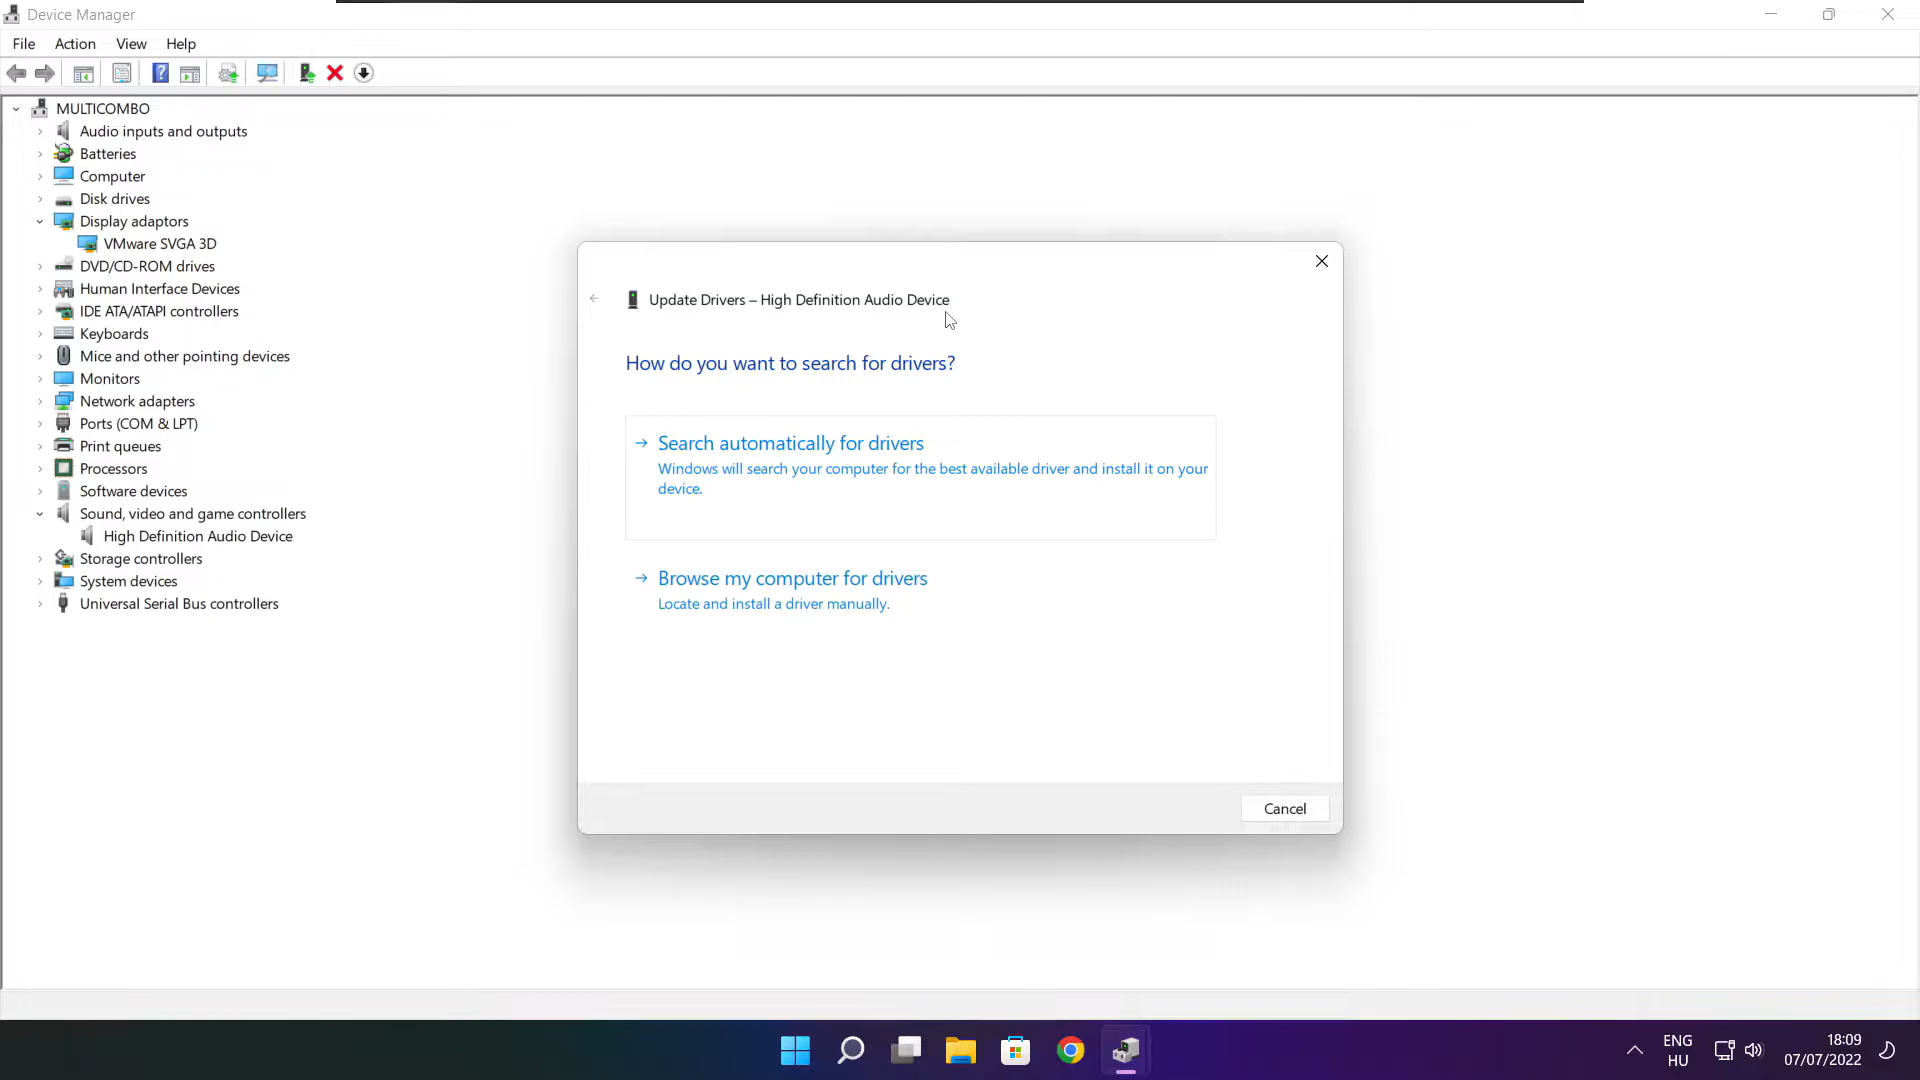 Device Manager
File Action View Help
MULTICOMBO
Audio inputs and outputs
Batteries
Computer
Disk drives
Display adaptors
VMware SVGA 3D
DVD/CD-ROM drives
Human Interface Devices
IDE ATA/ATAPI controllers
Keyboards
Mice and other pointing devices
Monitors
Network adapters
Ports (COM & LPT)
Print queues
Processors
Software devices
Sound, video and game controllers
High Definition Audio Device
Storage controllers
System devices
Universal Serial Bus controllers
Update Drivers – High Definition Audio Device
How do you want to search for drivers?
Search automatically for drivers
Windows will search your computer for the best available driver and install it on your
device.
Browse my computer for drivers
Locate and install a driver manually.
Cancel
ENG
HU
18:09
07/07/2022